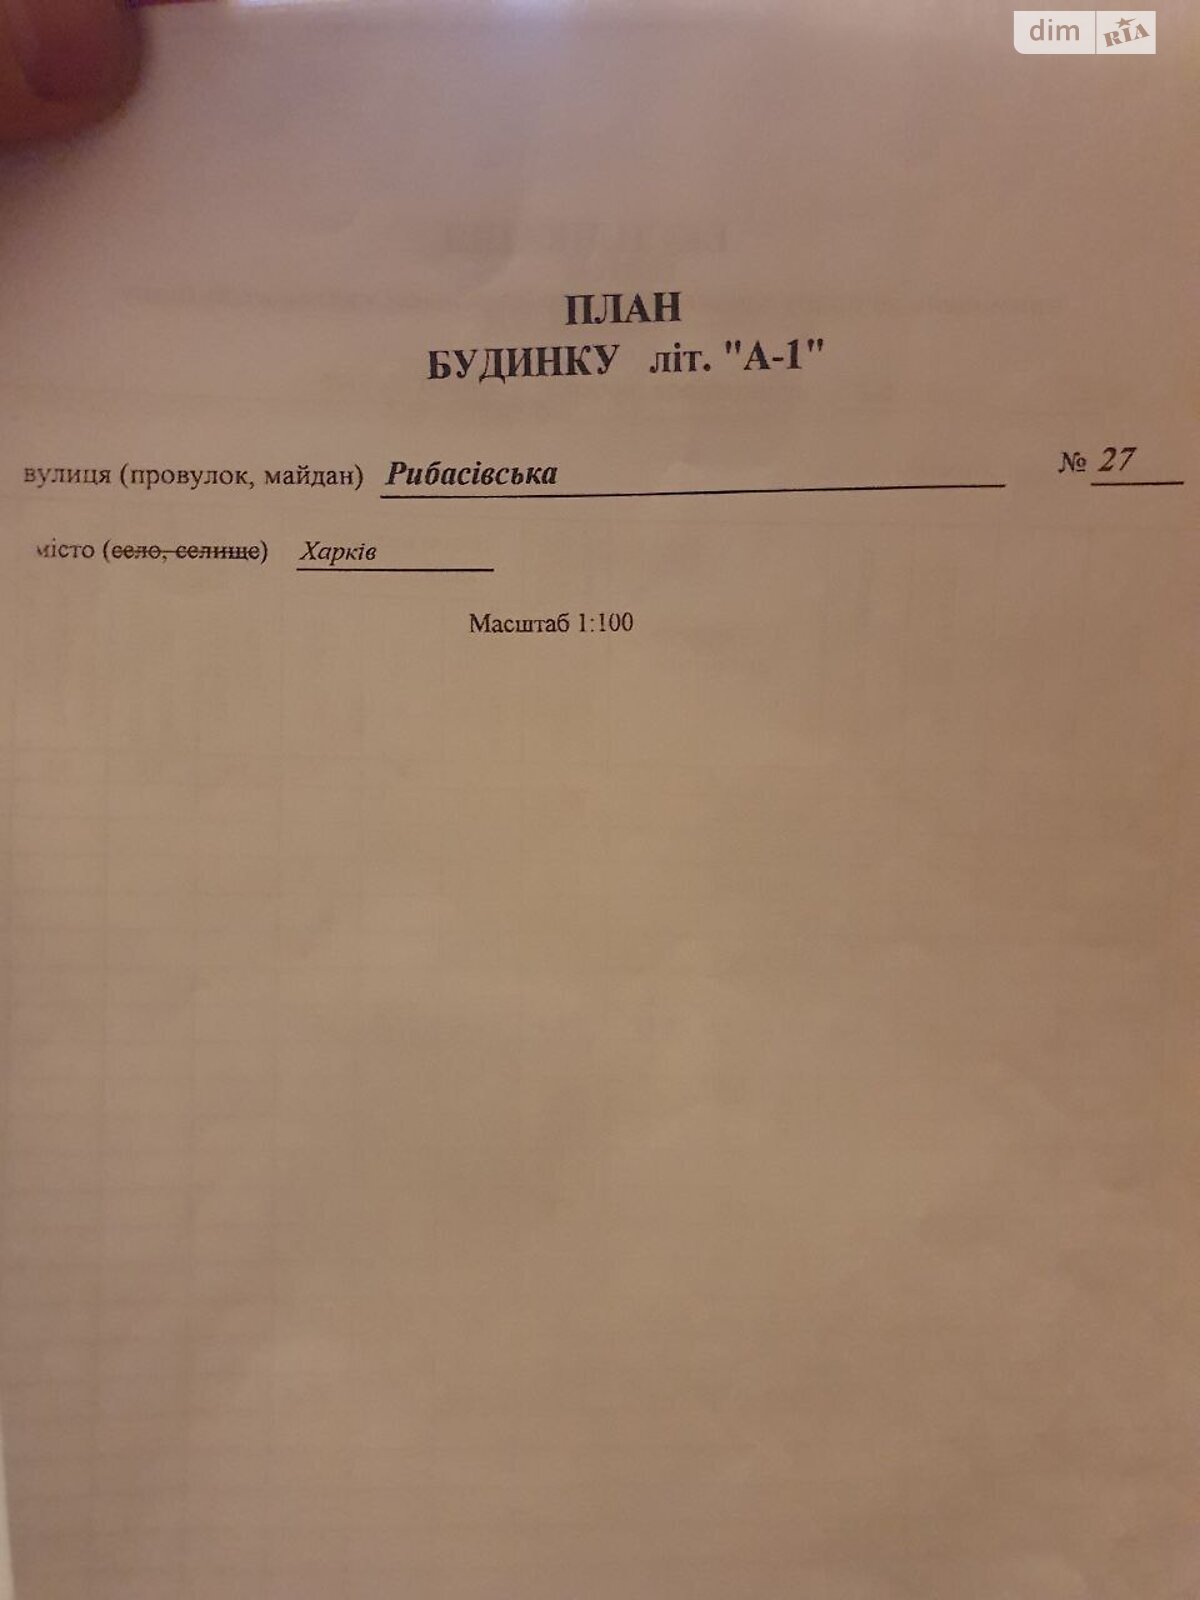 dim RIA
ПЛАН
БУДИНКУ літ. "А-1"
вулиця (провулок, майдан) Рибасівська № 27
місто (село, селище) Харків
Масштаб 1:100